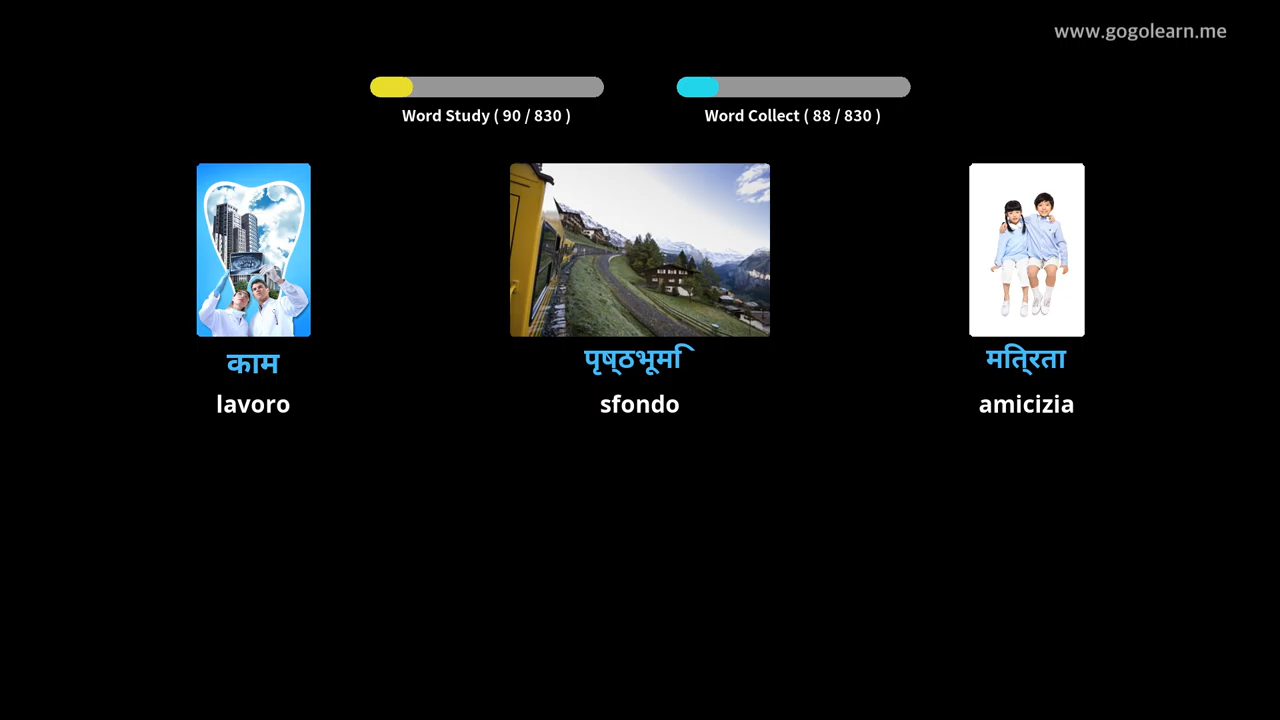 www.gogolearn.me
Word Study ( 90 / 830 )
Word Collect ( 88 / 830 )
काम
पृष्ठभूमि
मित्रता
lavoro
sfondo
amicizia